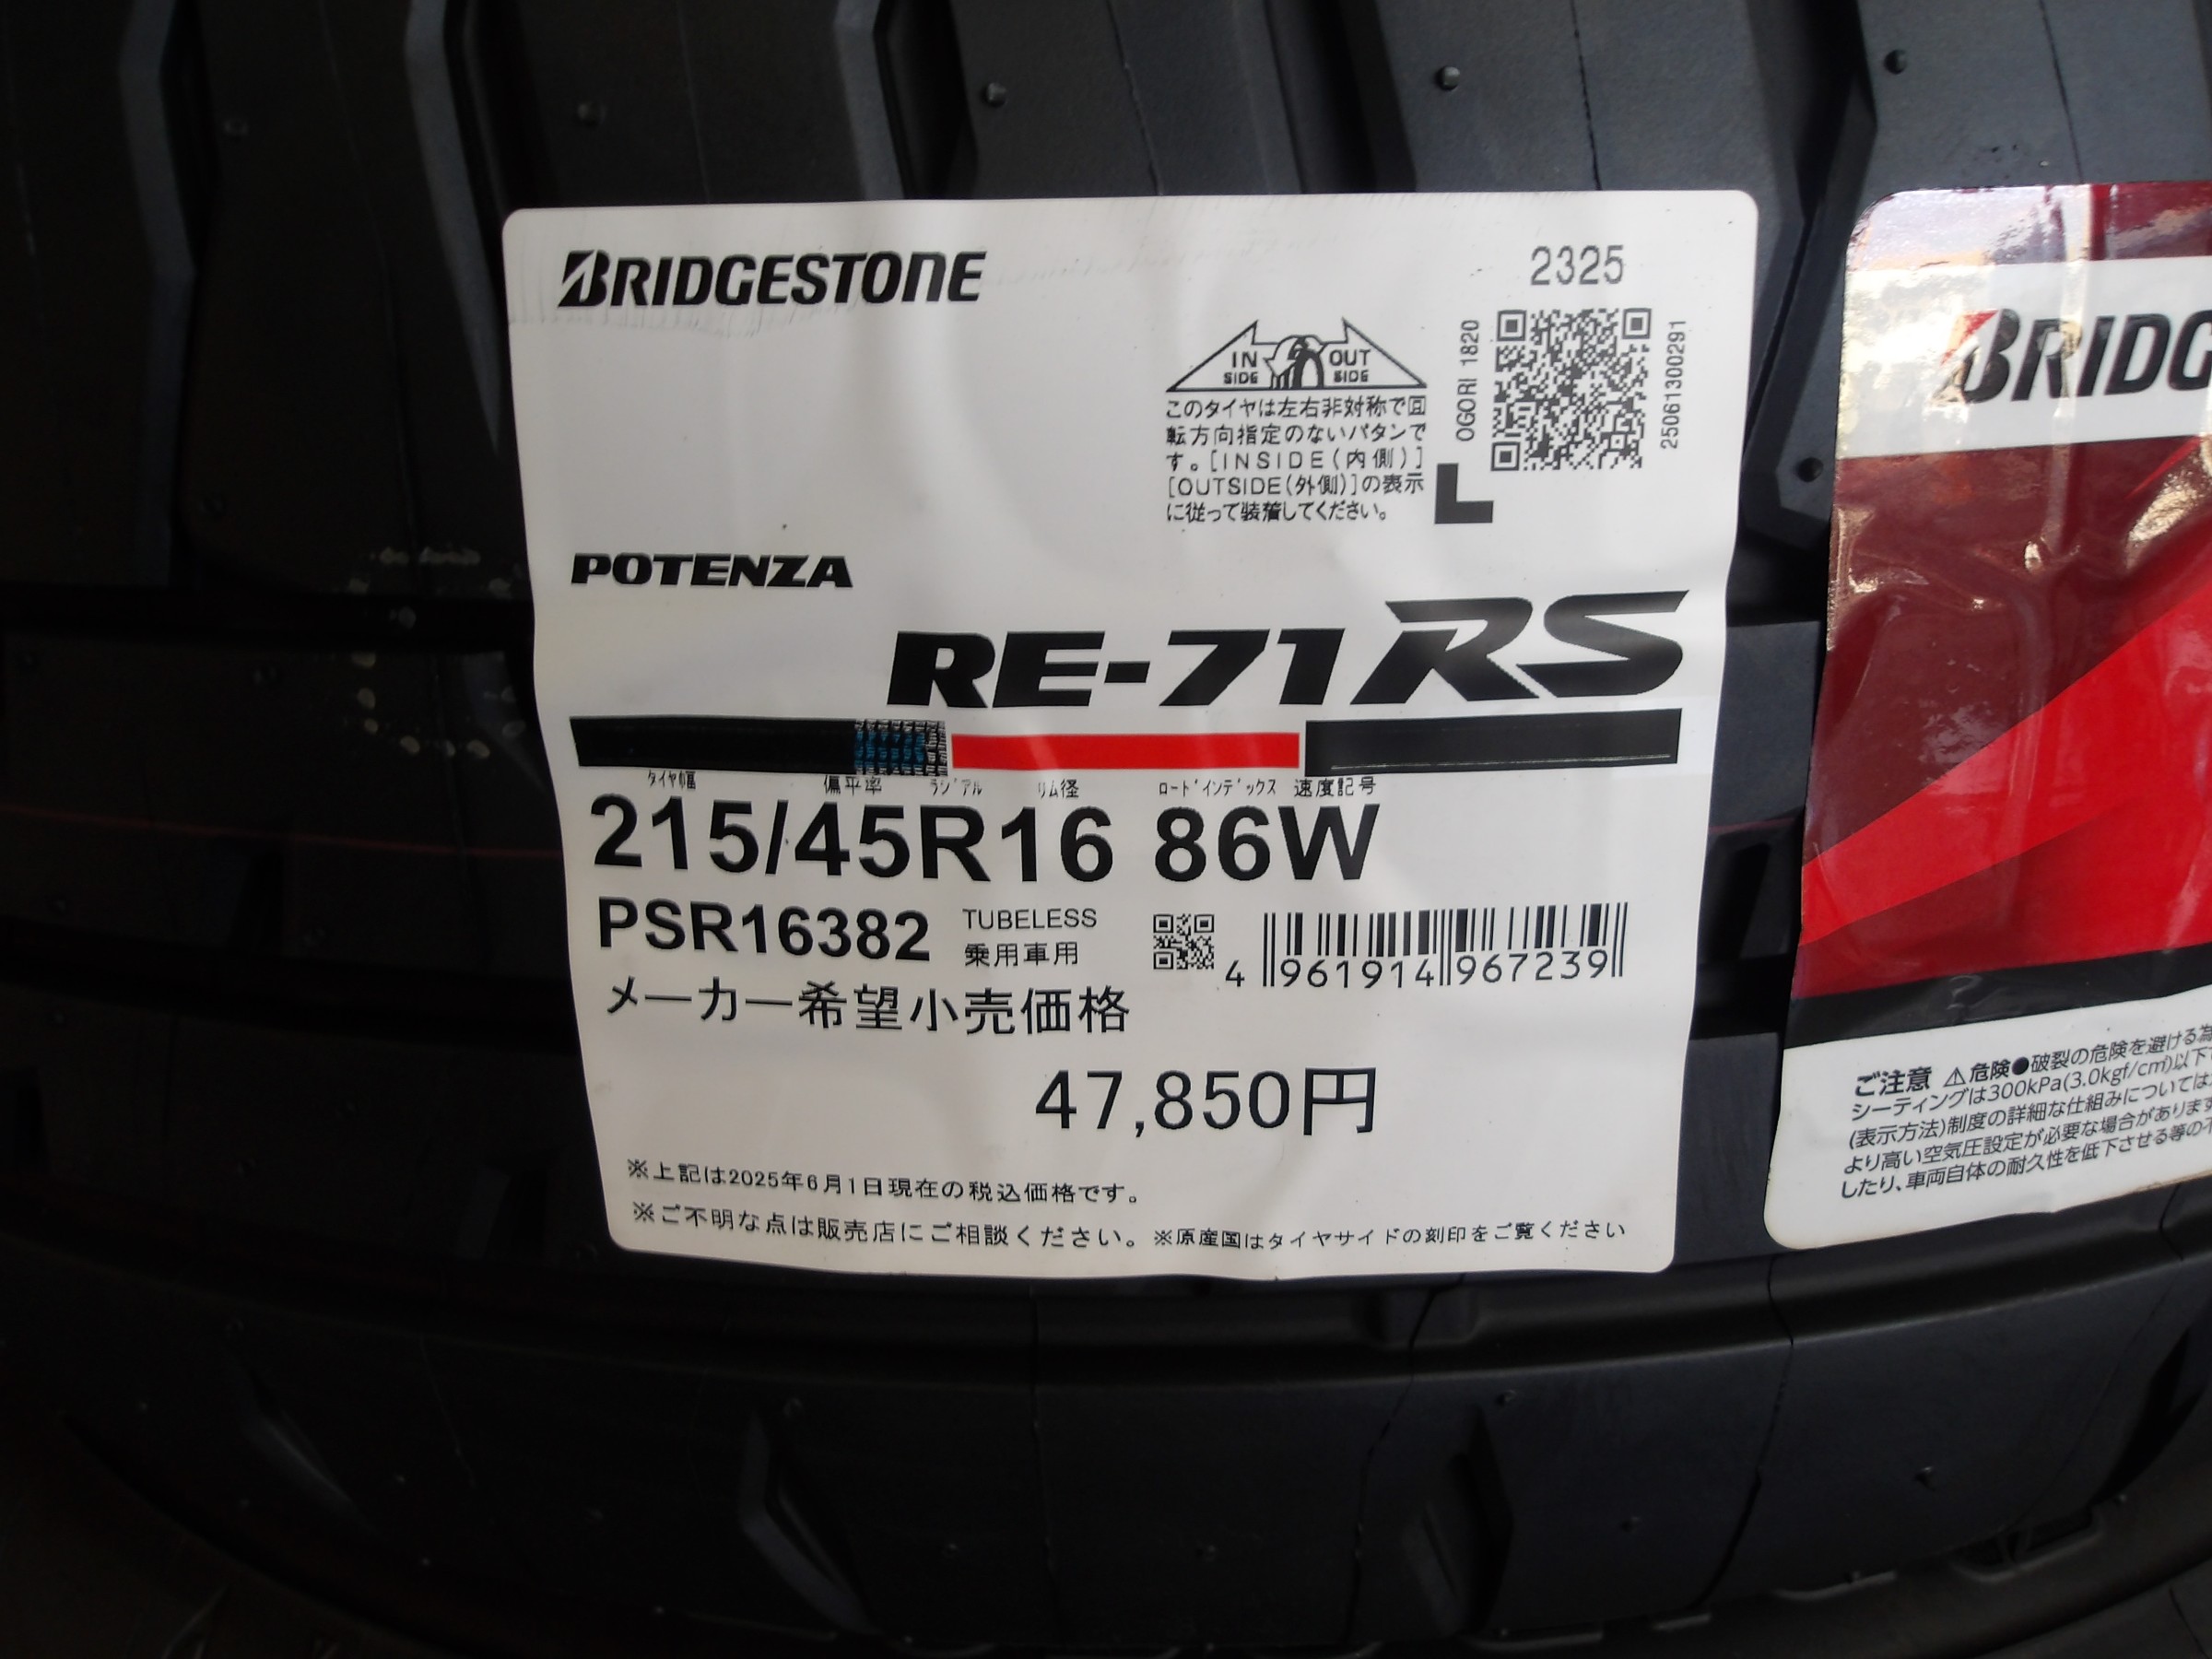 BRIDGESTONE
2325
IN SIDE
OUT SIDE
OGORI 1820
25061300291
このタイヤは左右非対称で回
転方向指定のないパタンで
す。[INSIDE(内側)]
[OUTSIDE(外側)]の表示
に従って装着してください。
L
POTENZA
RE-71RS
タイヤ幅 偏平率 ラジアル リム径 ロードインデックス 速度記号
215/45R16 86W
PSR16382
TUBELESS
乗用車用
4 961914 967239
メーカー希望小売価格
47,850円
※上記は2025年6月1日現在の税込価格です。
※ご不明な点は販売店にご相談ください。 ※原産国はタイヤサイドの刻印をご覧ください
BRIDG
ご注意 ⚠危険●破裂の危険を避ける為
シーティングは300kPa(3.0kgf/cm²)以下
(表示方法)制度の詳細な仕組みについては
より高い空気圧設定が必要な場合があります
したり、車両自体の耐久性を低下させる等の不